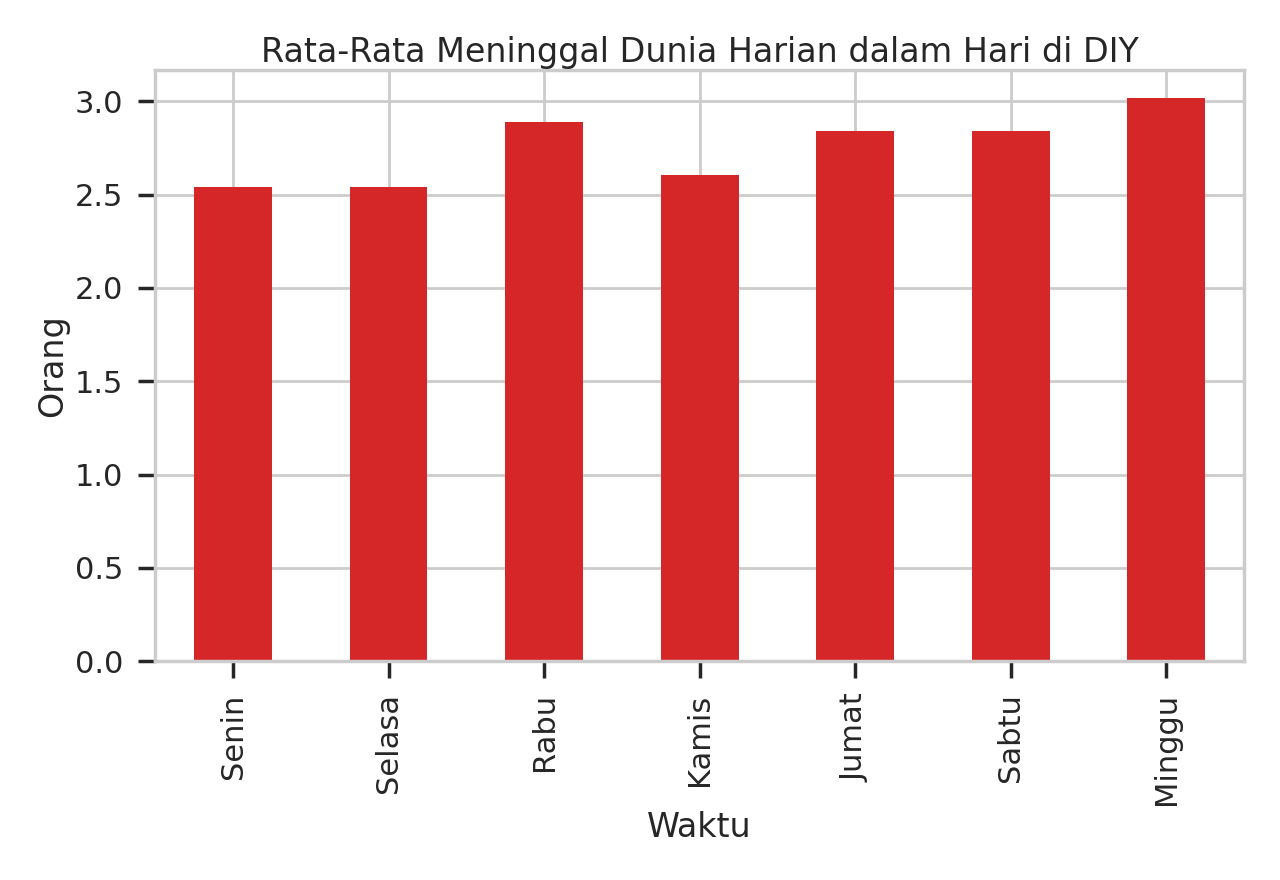 Rata-Rata Meninggal Dunia Harian dalam Hari di DIY
3.0
2.5
2.0
1.5
1.0
0.5
0.0
Orang
Senin
Selasa
Rabu
Kamis
Jumat
Sabtu
Minggu
Waktu